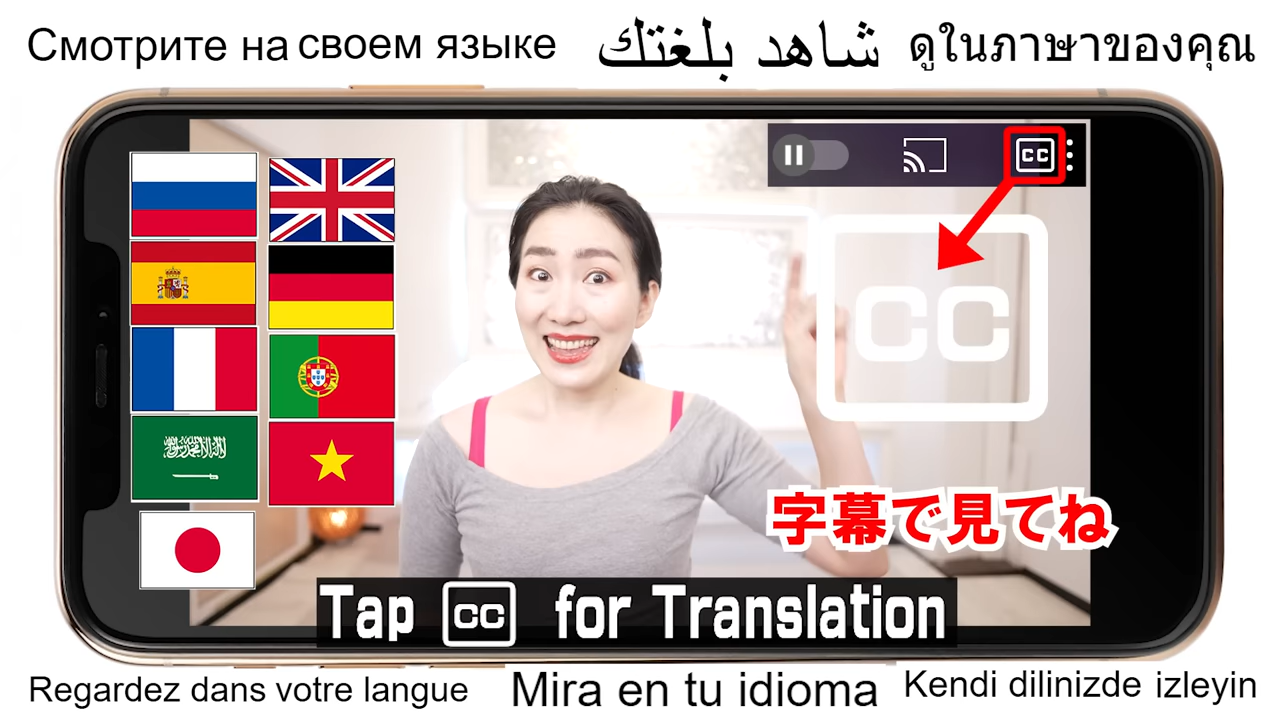 Смотрите на своем языке
شاهد بلغتك
ดูในภาษาของคุณ
CC
CC
字幕で見てね
Tap CC for Translation
Regardez dans votre langue
Mira en tu idioma
Kendi dilinizde izleyin